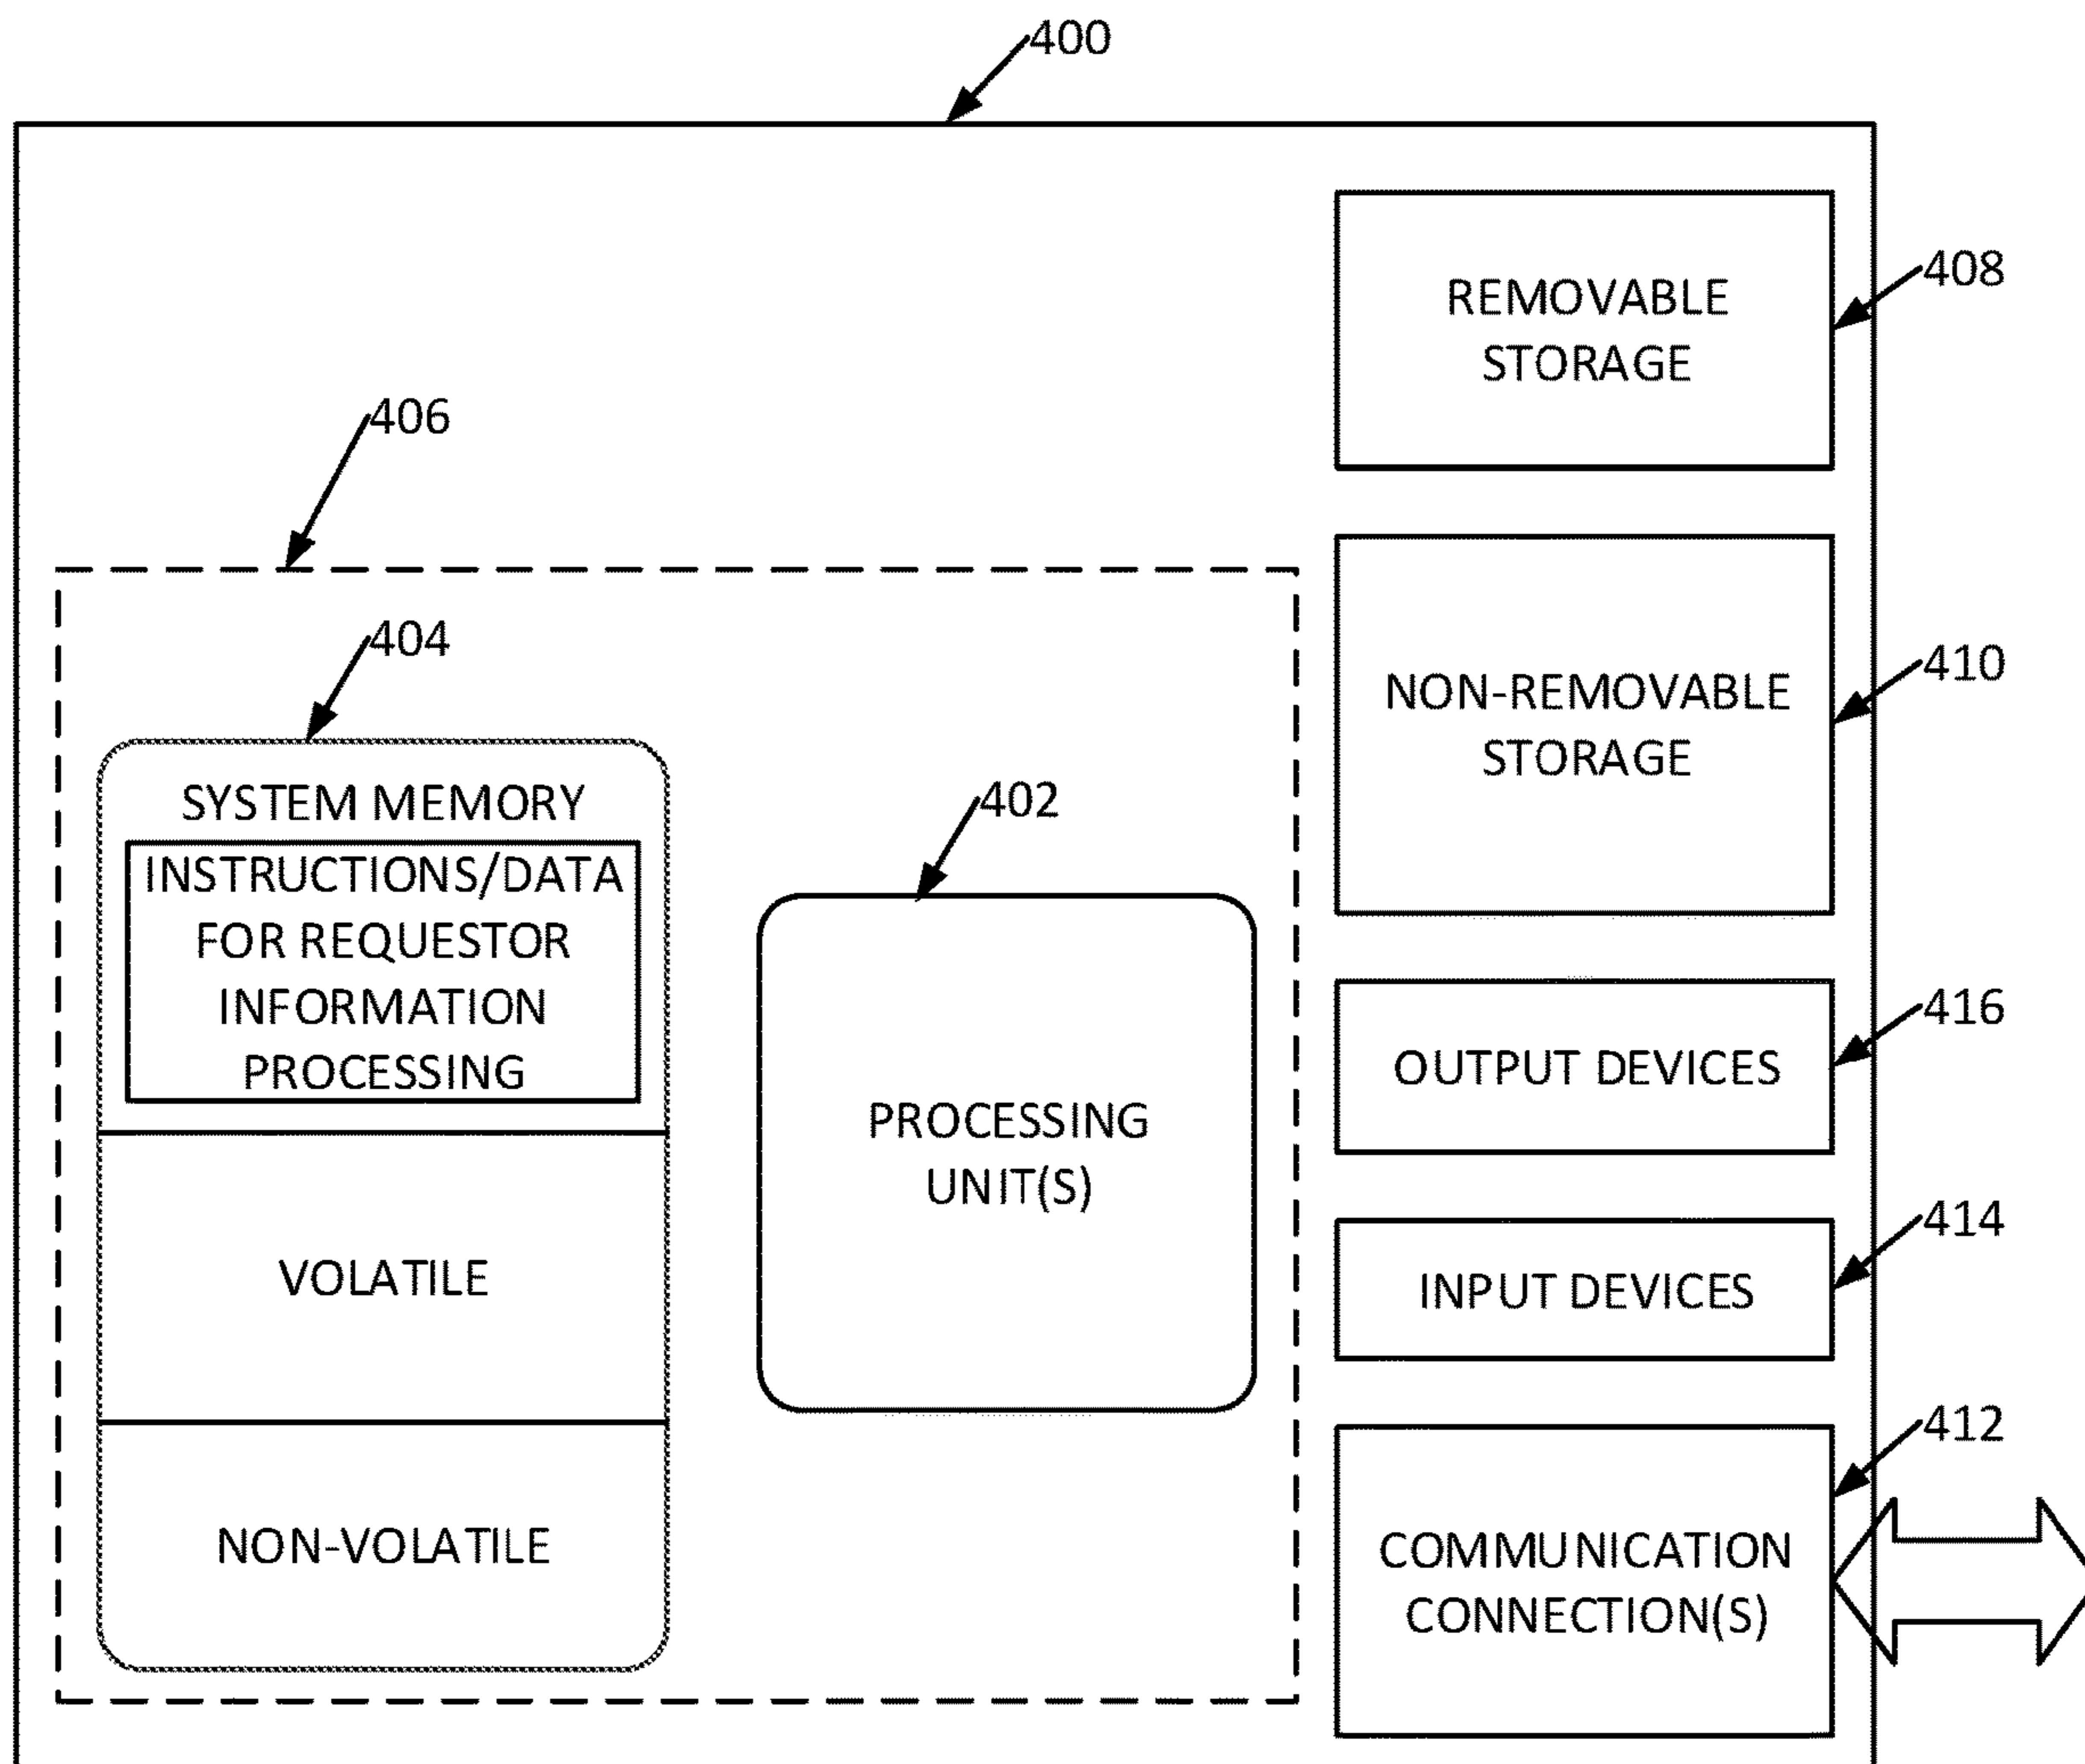 400
REMOVABLE
STORAGE
408
406
NON-REMOVABLE
STORAGE
410
404
SYSTEM MEMORY
INSTRUCTIONS/DATA
FOR REQUESTOR
INFORMATION
PROCESSING
VOLATILE
NON-VOLATILE
402
PROCESSING
UNIT(S)
OUTPUT DEVICES
416
INPUT DEVICES
414
COMMUNICATION
CONNECTION(S)
412